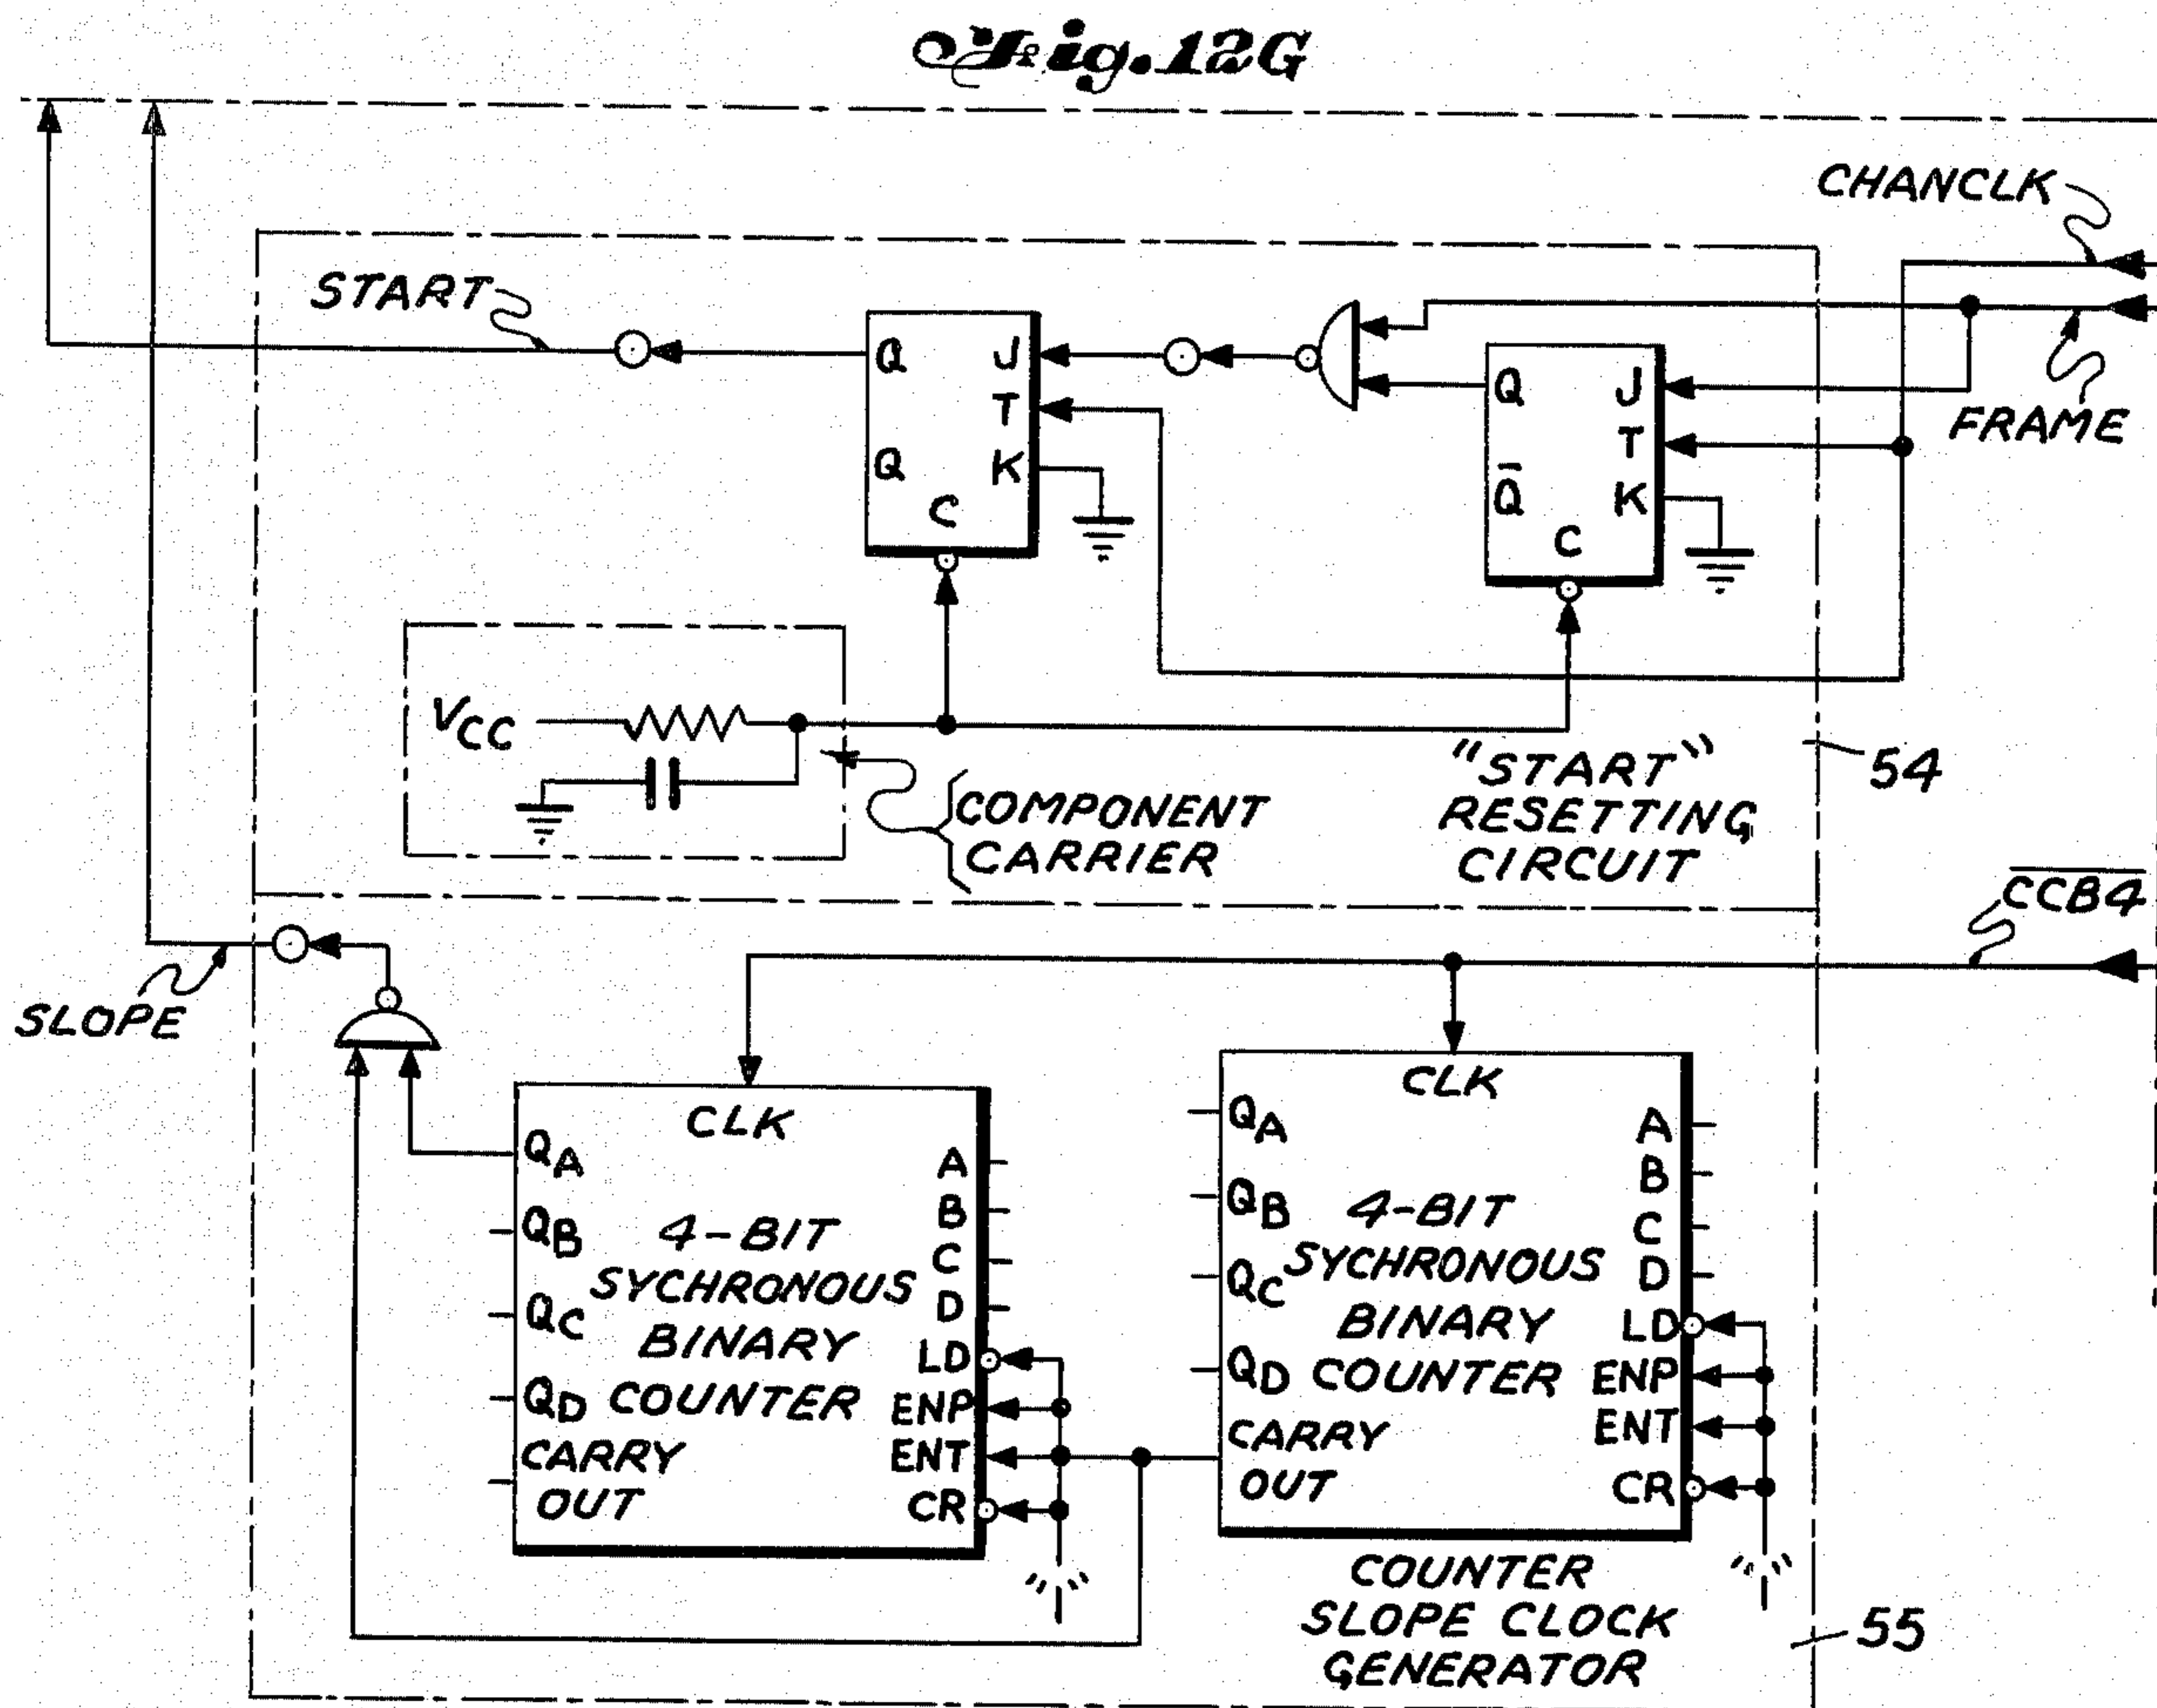 Fig. 12G
CHANCLK
START
FRAME
Q
J
T
Q
K
C
Q
J
T
Q̅
K
C
VCC
COMPONENT
CARRIER
"START"
RESETTING
CIRCUIT
54
C̅C̅B̅4̅
SLOPE
CLK
QA
QB
QC
QD
CARRY
OUT
4-BIT
SYCHRONOUS
BINARY
COUNTER
A
B
C
D
LD
ENP
ENT
CR
"1"
CLK
QA
QB
QC
QD
CARRY
OUT
4-BIT
SYCHRONOUS
BINARY
COUNTER
A
B
C
D
LD
ENP
ENT
CR
"1"
COUNTER
SLOPE CLOCK
GENERATOR
55